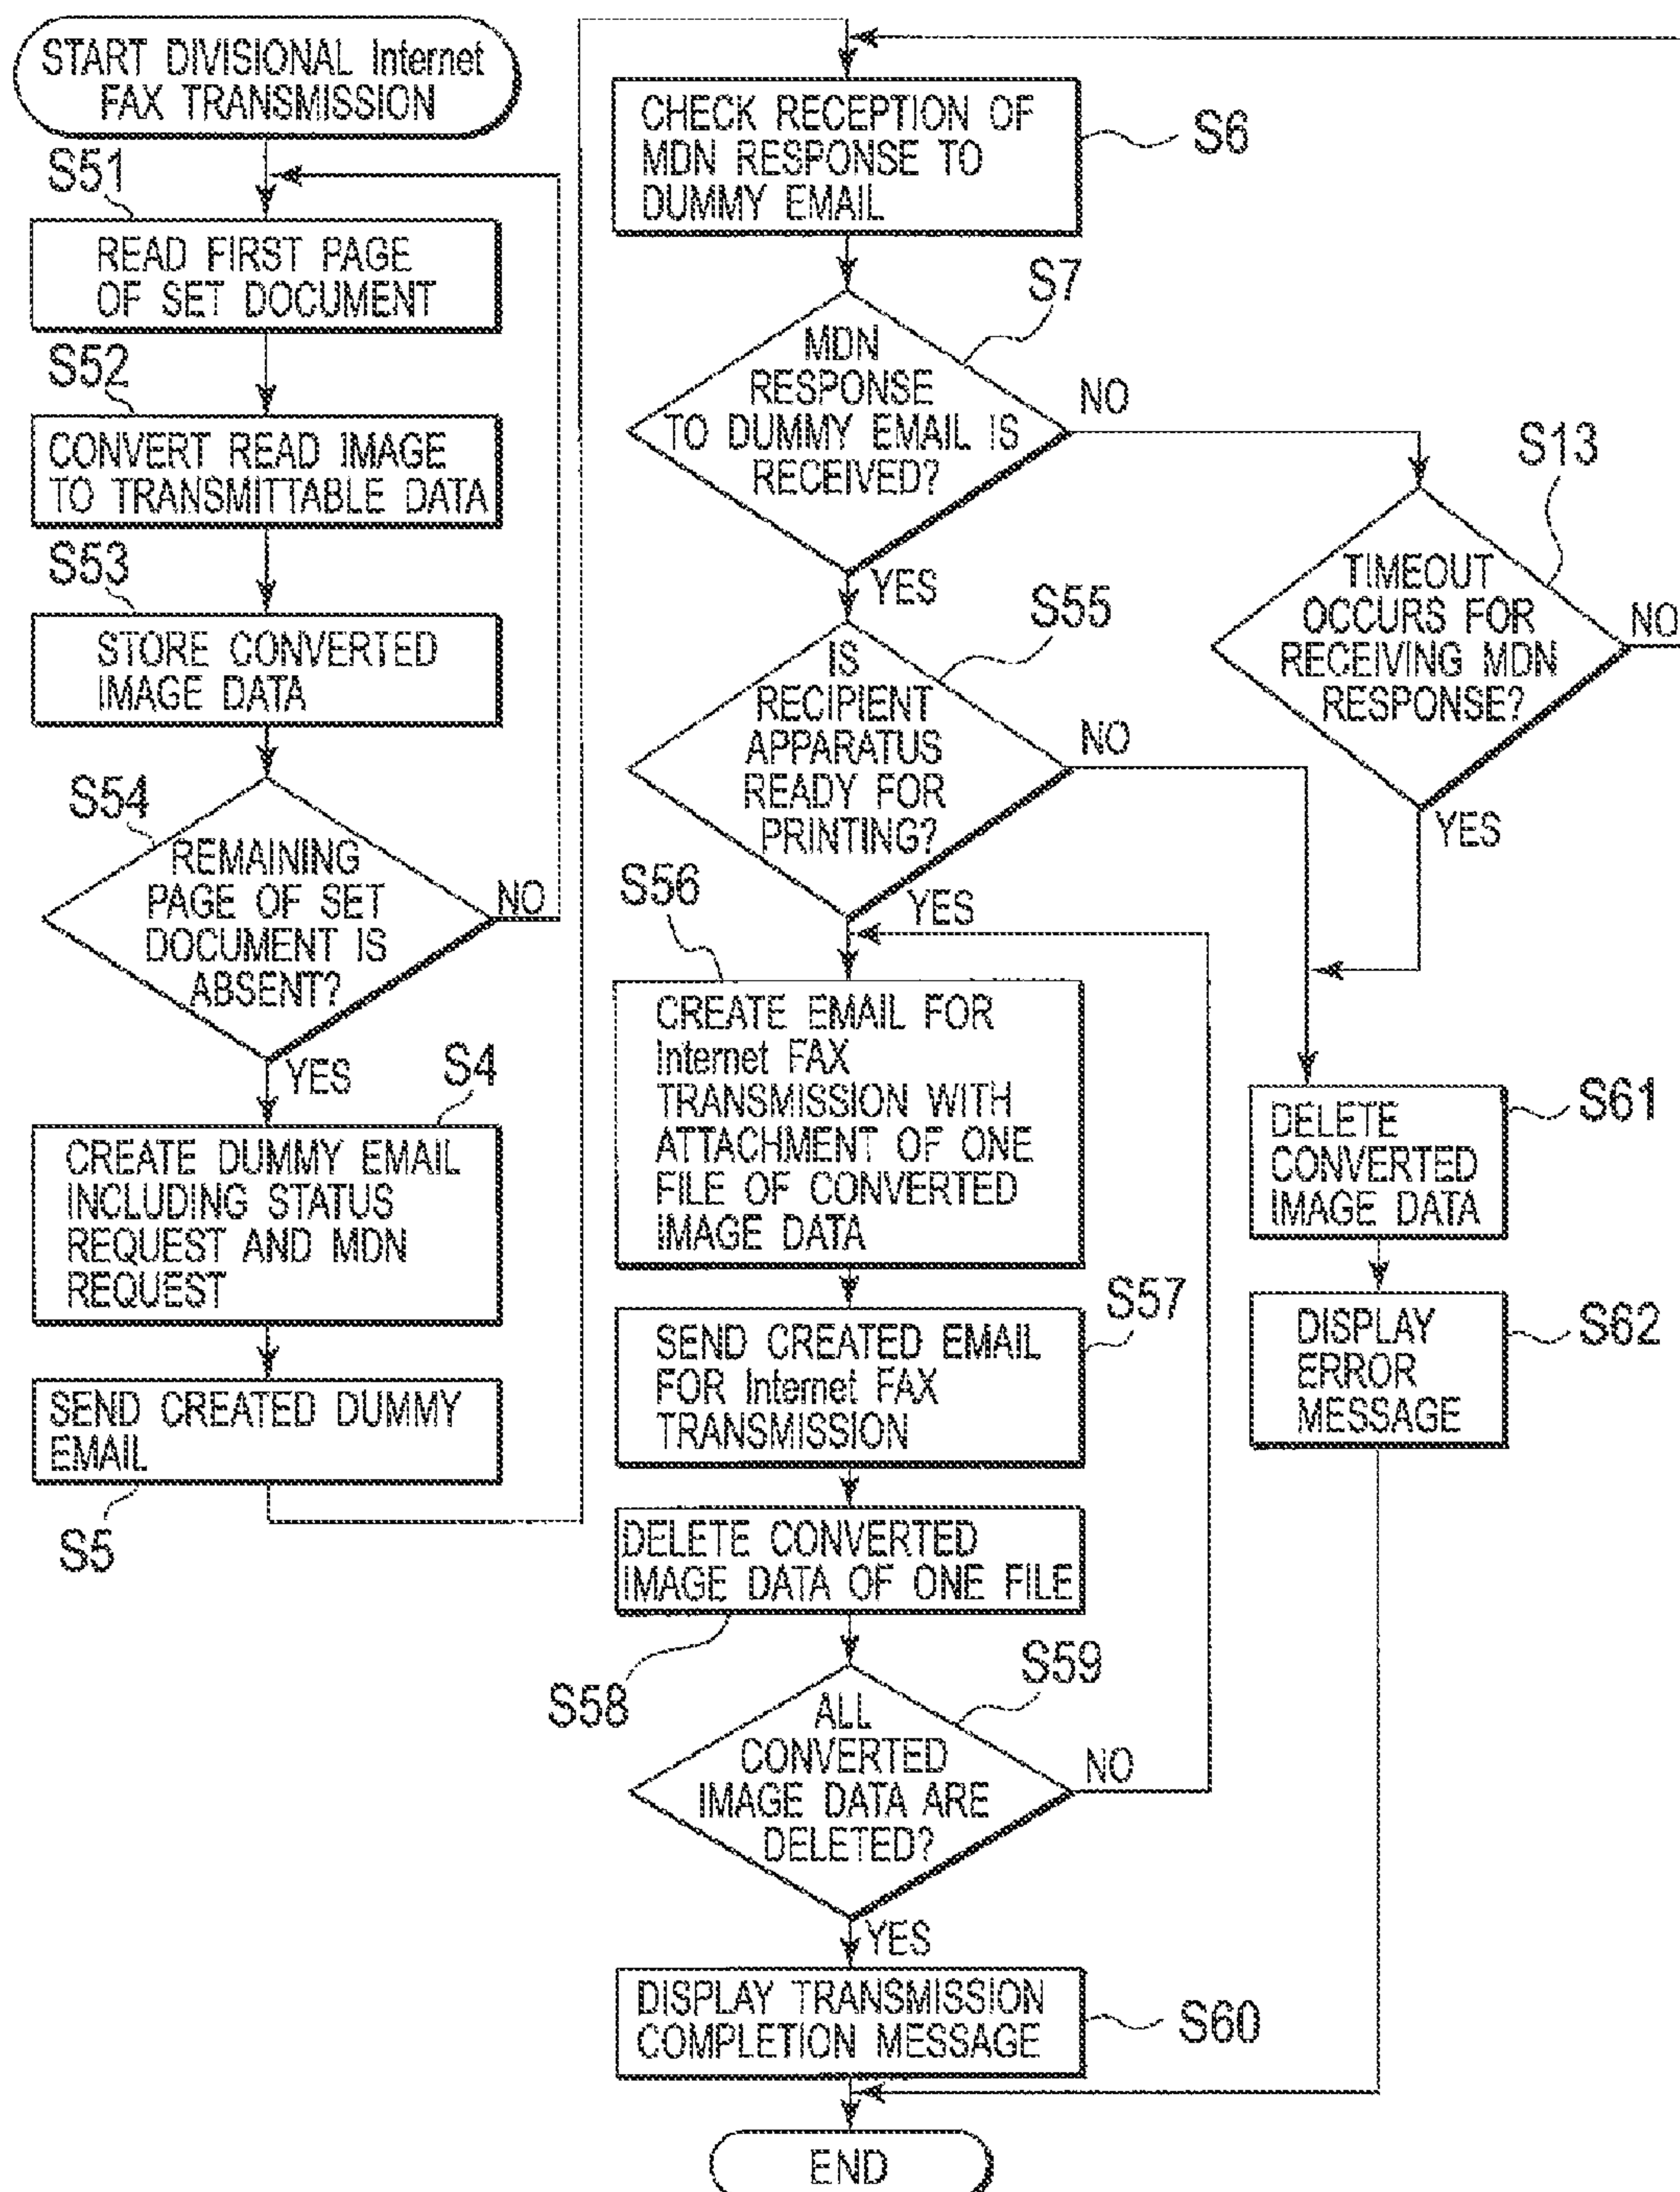 START DIVISIONAL Internet
FAX TRANSMISSION
S51
READ FIRST PAGE
OF SET DOCUMENT
S52
CONVERT READ IMAGE
TO TRANSMITTABLE DATA
S53
STORE CONVERTED
IMAGE DATA
S54
REMAINING
PAGE OF SET
DOCUMENT IS
ABSENT?
NO
YES
S4
CREATE DUMMY EMAIL
INCLUDING STATUS
REQUEST AND MDN
REQUEST
SEND CREATED DUMMY
EMAIL
S5
CHECK RECEPTION OF
MDN RESPONSE TO
DUMMY EMAIL
S6
S7
MDN
RESPONSE
TO DUMMY EMAIL IS
RECEIVED?
NO
YES
S13
TIMEOUT
OCCURS FOR
RECEIVING MDN
RESPONSE?
NO
YES
S55
IS
RECIPIENT
APPARATUS
READY FOR
PRINTING?
NO
YES
S56
CREATE EMAIL FOR
Internet FAX
TRANSMISSION WITH
ATTACHMENT OF ONE
FILE OF CONVERTED
IMAGE DATA
S57
SEND CREATED EMAIL
FOR Internet FAX
TRANSMISSION
DELETE CONVERTED
IMAGE DATA OF ONE FILE
S58
S59
ALL
CONVERTED
IMAGE DATA ARE
DELETED?
NO
YES
DISPLAY TRANSMISSION
COMPLETION MESSAGE
S60
DELETE
CONVERTED
IMAGE DATA
S61
DISPLAY
ERROR
MESSAGE
S62
END